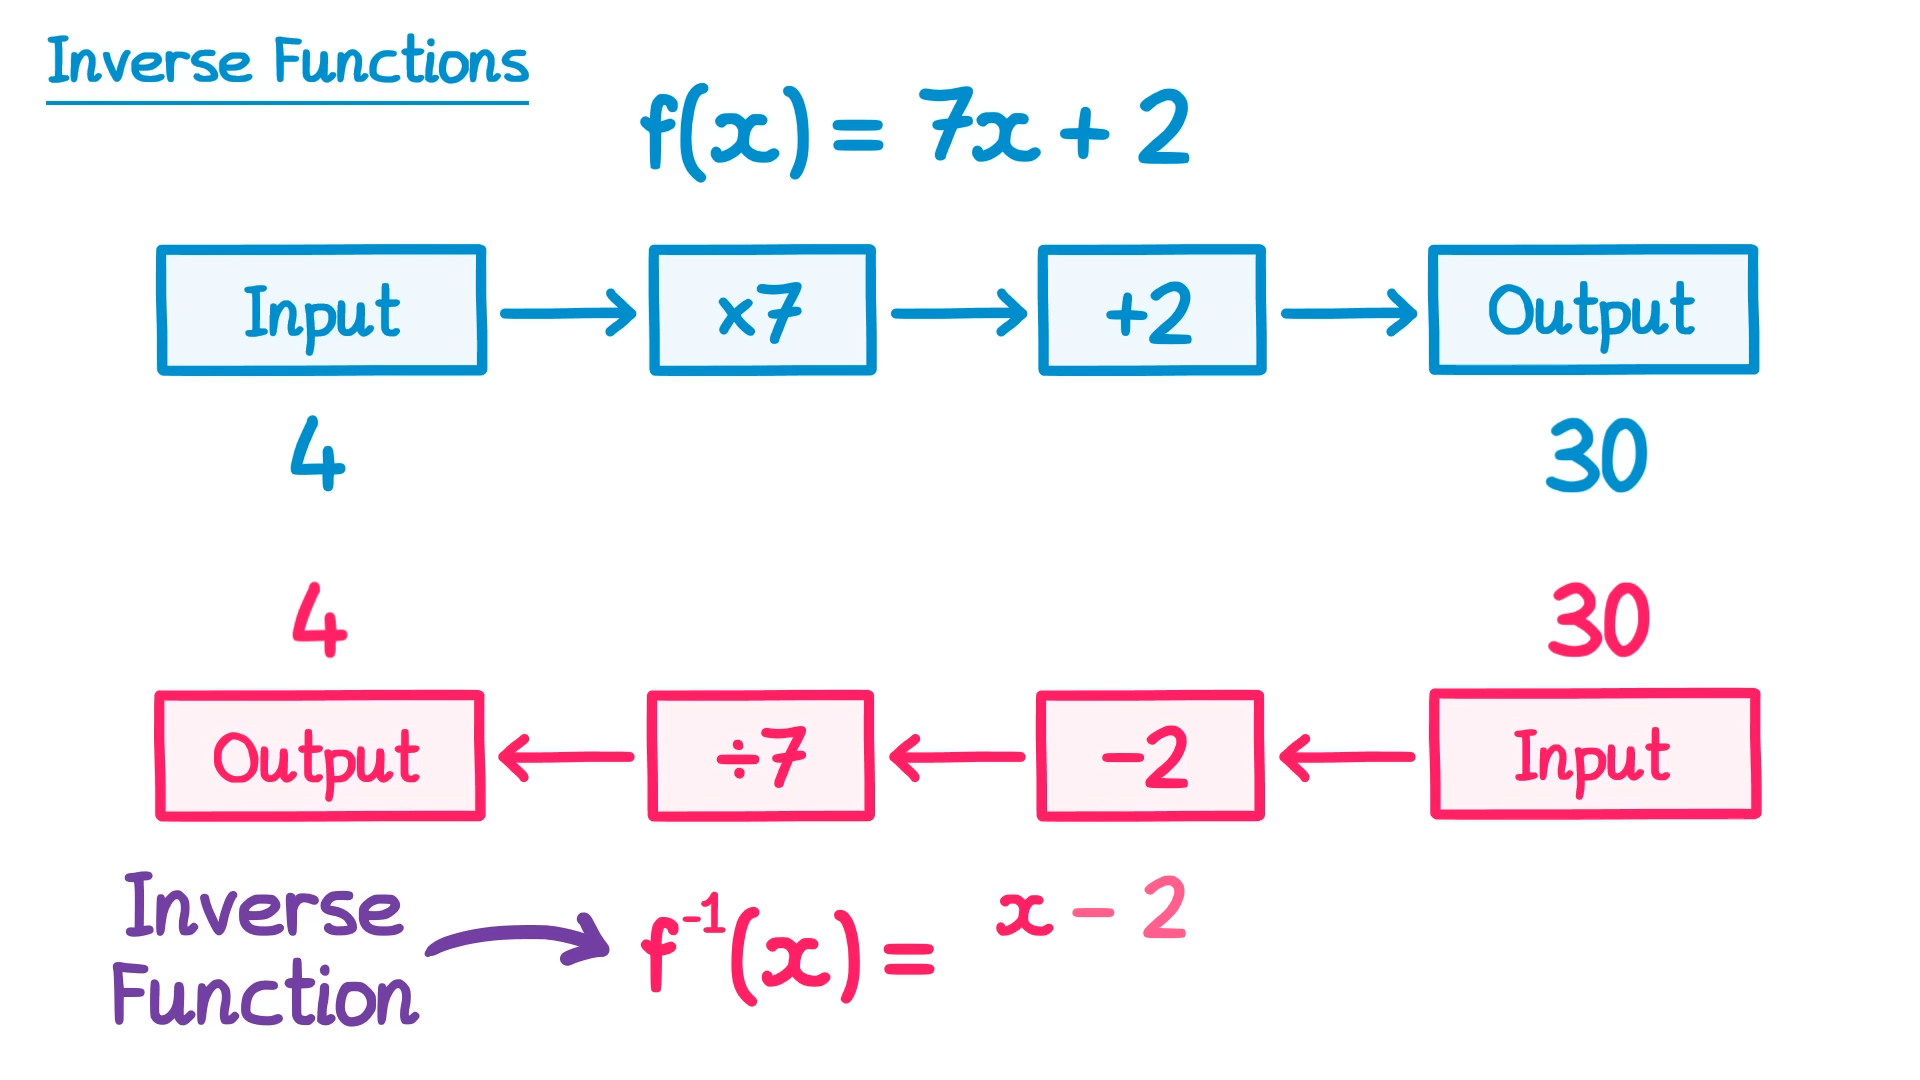 Inverse Functions
f(x) = 7x + 2
Input → ×7 → +2 → Output
4 30
4 30
Output ← ÷7 ← −2 ← Input
Inverse
Function
f⁻¹(x) = x − 2